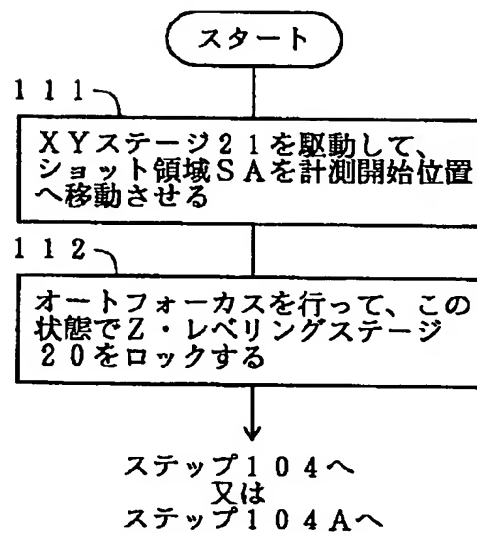 スタート
111
XYステージ21を駆動して、
ショット領域SAを計測開始位置
へ移動させる
112
オートフォーカスを行って、この
状態でZ・レベリングステージ
20をロックする
ステップ104へ
又は
ステップ104Aへ